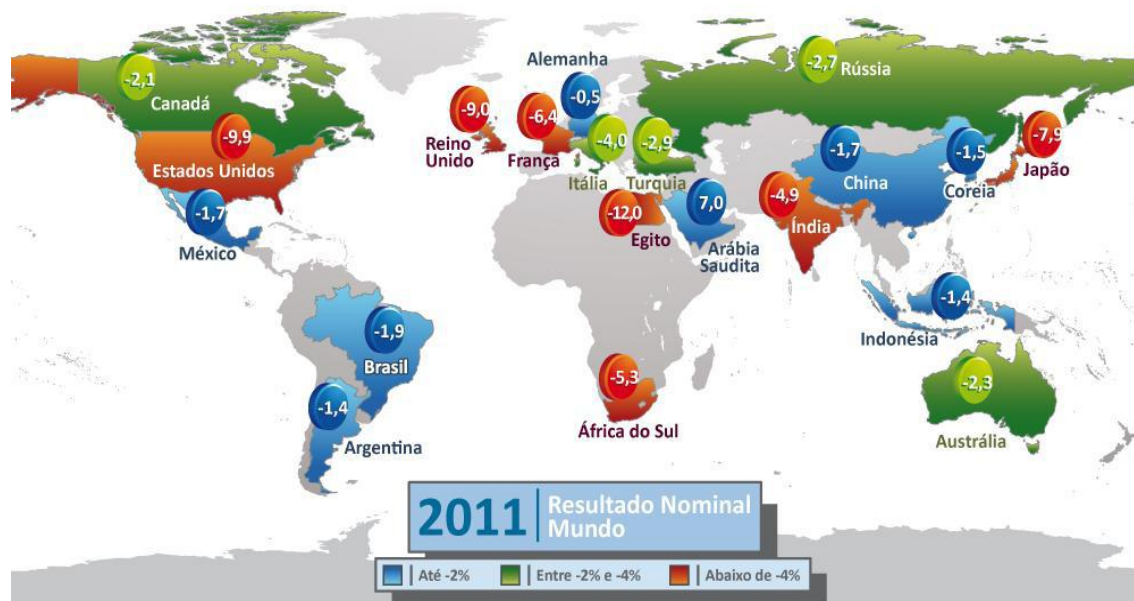 -2,1
Canadá
-9,9
Estados Unidos
-1,7
México
-1,9
Brasil
-1,4
Argentina
Alemanha
-0,5
-9,0
Reino
Unido
-6,4
França
-4,0
Itália
-2,9
Turquia
-2,7
Rússia
-12,0
Egito
7,0
Arábia
Saudita
-5,3
África do Sul
-4,9
Índia
-1,7
China
-1,5
Coreia
-7,9
Japão
-1,4
Indonésia
-2,3
Austrália
2011
Resultado Nominal
Mundo
Até -2%
Entre -2% e -4%
Abaixo de -4%